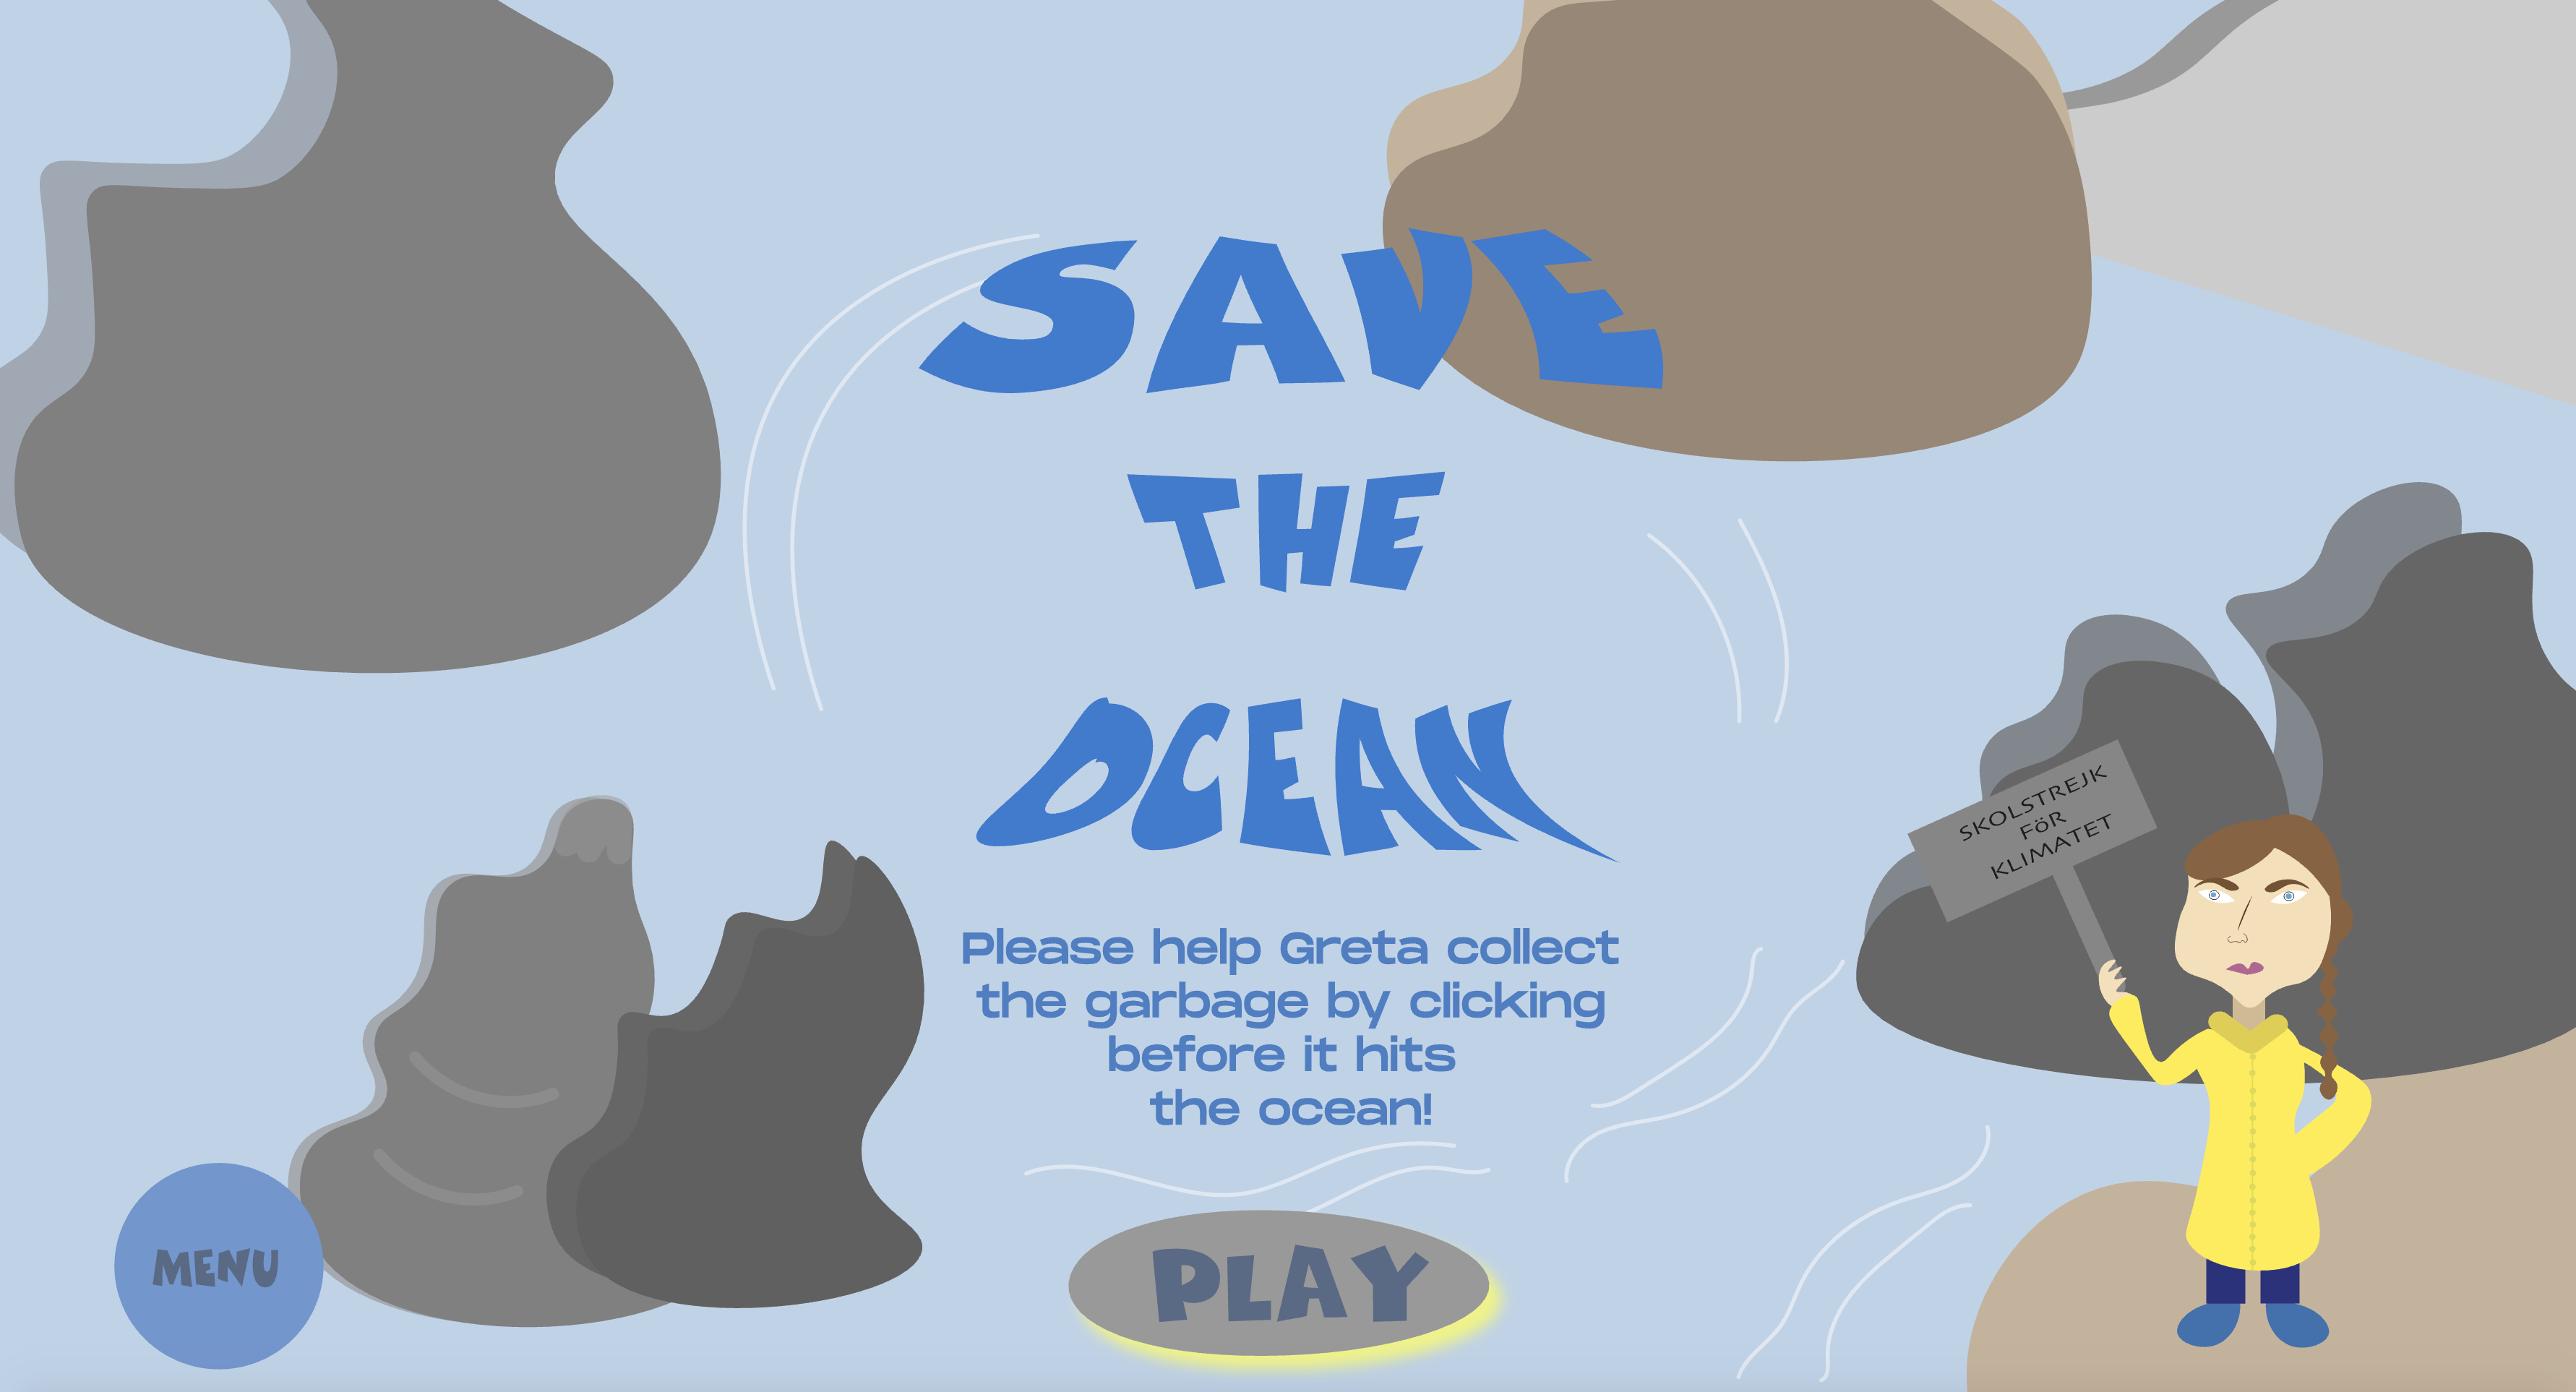 SAVE
THE
OCEAN
SKOLSTREJK
FöR
KLIMATET
Please help Greta collect
the garbage by clicking
before it hits
the ocean!
MENU
PLAY